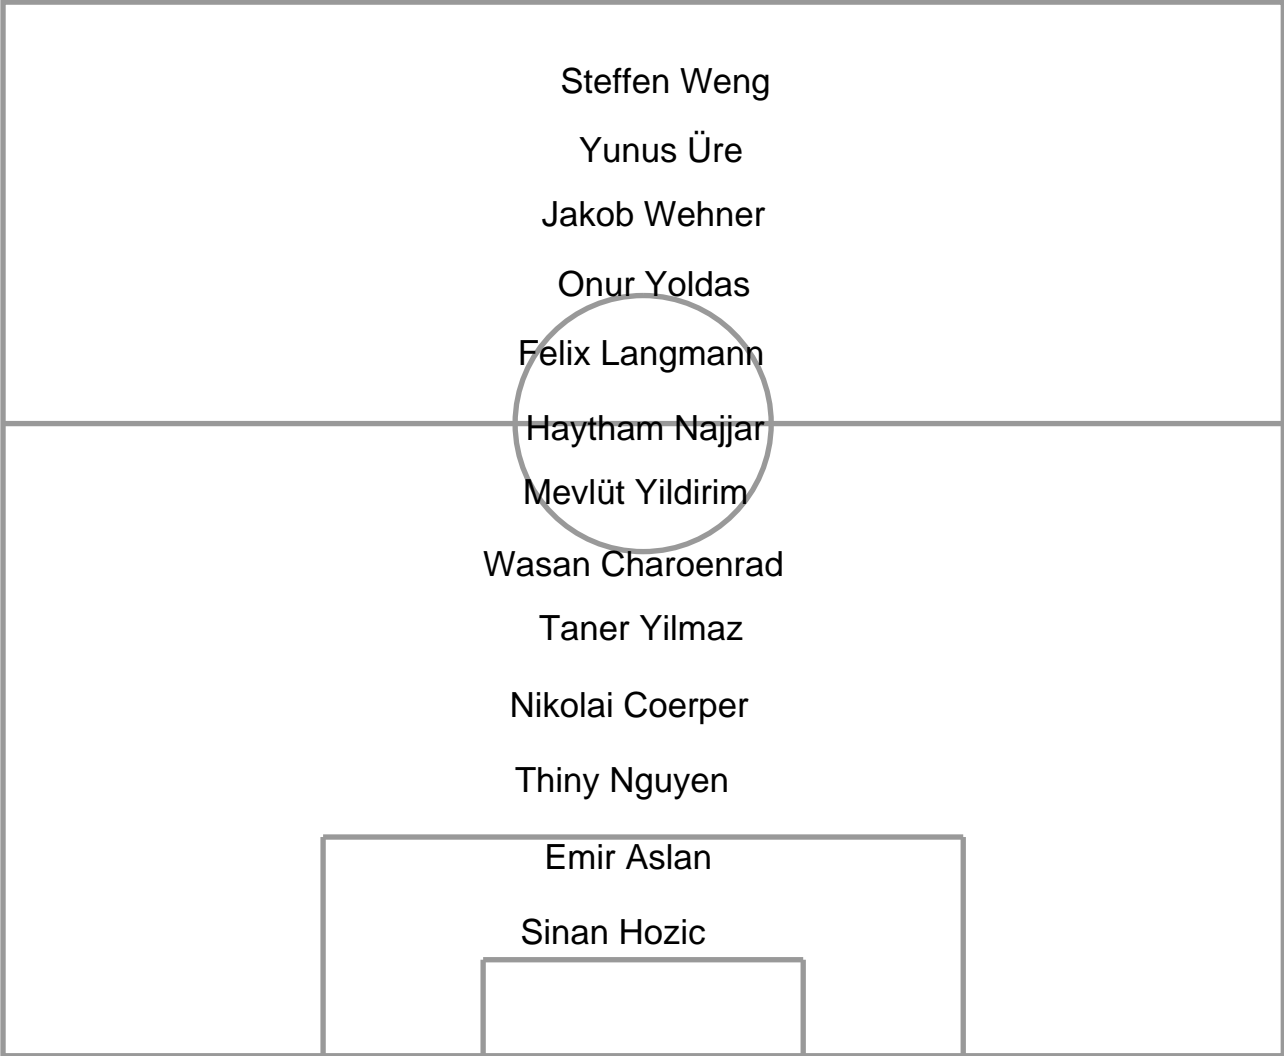 Steffen Weng
Yunus Üre
Jakob Wehner
Onur Yoldas
Felix Langmann
Haytham Najjar
Mevlüt Yildirim
Wasan Charoenrad
Taner Yilmaz
Nikolai Coerper
Thiny Nguyen
Emir Aslan
Sinan Hozic